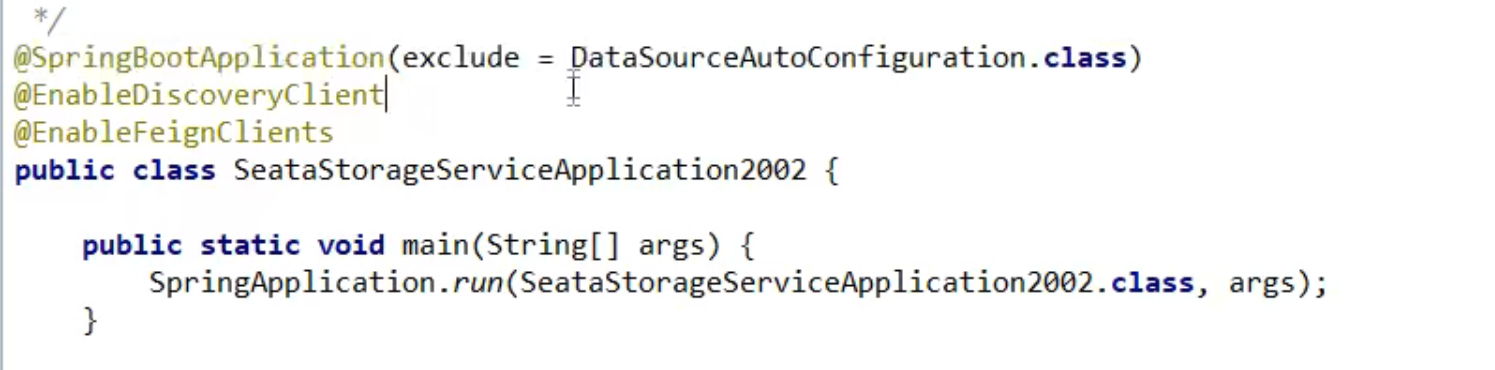 */
@SpringBootApplication(exclude = DataSourceAutoConfiguration.class)
@EnableDiscoveryClient
@EnableFeignClients
public class SeataStorageServiceApplication2002 {
public static void main(String[] args) {
SpringApplication.run(SeataStorageServiceApplication2002.class, args);
}